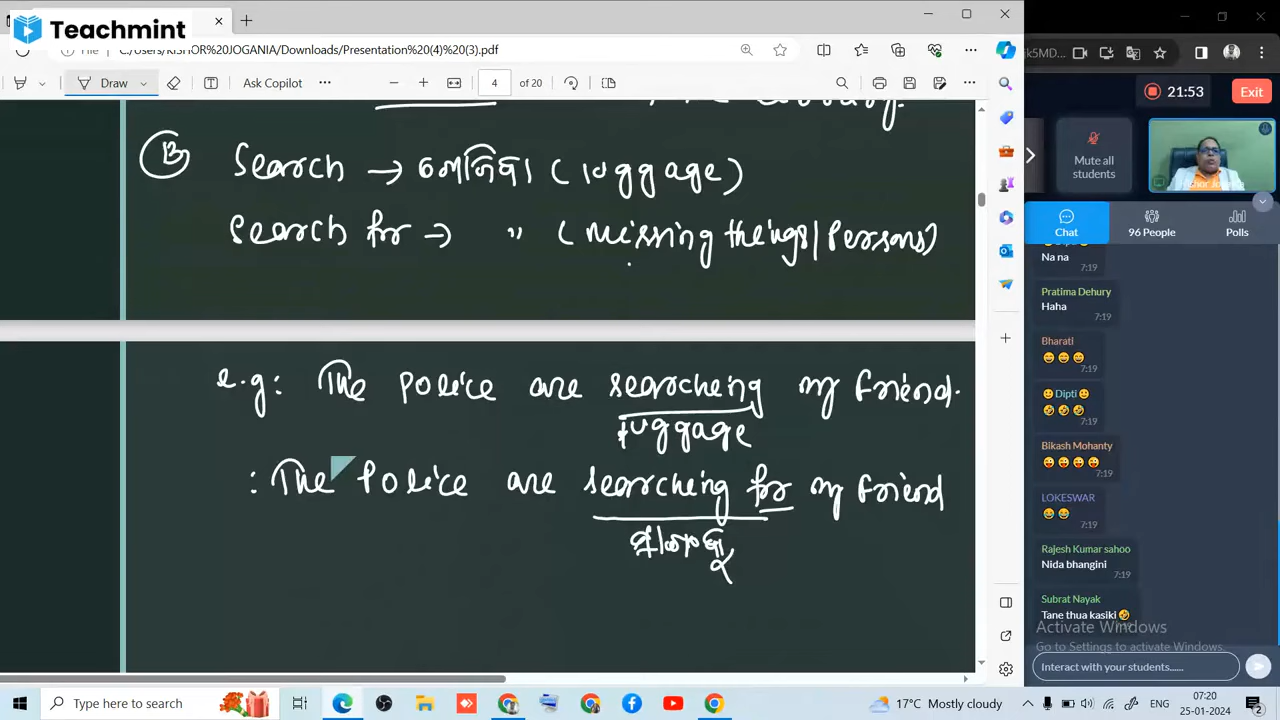 Teachmint
C:/Users/KISHOR%20JOGANIA/Downloads/Presentation%20(4)%20(3).pdf
Draw
Ask Copilot
4 of 20
21:53
Exit
Mute all students
Chat
96 People
Polls
B Search → (luggage)
Search for → " (missing things/Persons)
e.g: The police are searching my friend.
luggage
: The Police are searching for my friend
Na na
7:19
Pratima Dehury
Haha
7:19
Bharati
😄😄😄
7:19
☺Dipti☺
🤣🤣🤣
7:19
Bikash Mohanty
😛😛😛😛
7:19
LOKESWAR
😂😂
7:19
Rajesh Kumar sahoo
Nida bhangini
7:19
Subrat Nayak
Tane thua kasiki 🤣
Activate Windows
Go to Settings to activate Windows.
Interact with your students......
Type here to search
17°C Mostly cloudy
07:20
25-01-2024
2